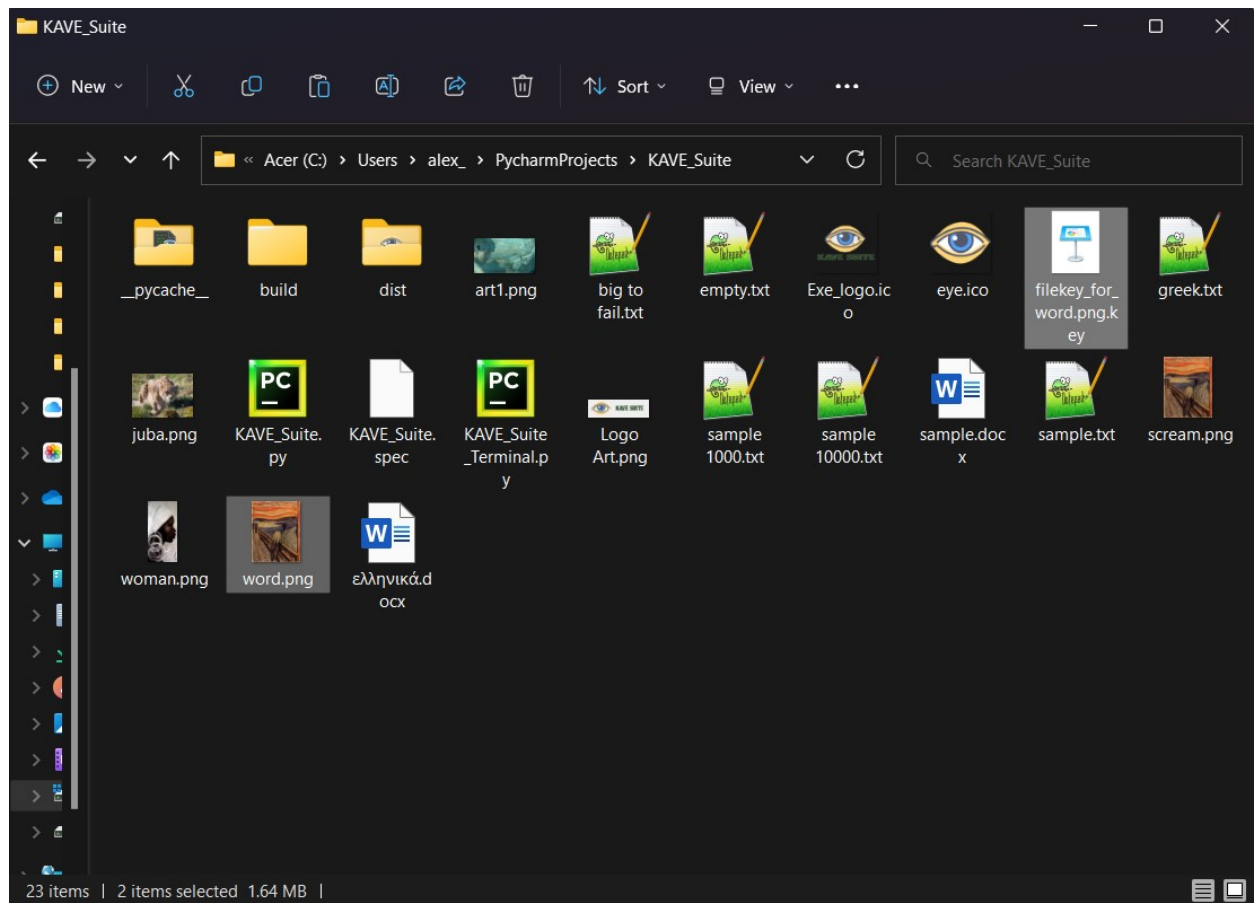 KAVE_Suite
New
Sort
View
« Acer (C:) › Users › alex_ › PycharmProjects › KAVE_Suite
Search KAVE_Suite
__pycache__
build
dist
art1.png
big to
fail.txt
empty.txt
Exe_logo.ic
o
eye.ico
filekey_for_
word.png.k
ey
greek.txt
juba.png
KAVE_Suite.
py
KAVE_Suite.
spec
KAVE_Suite
_Terminal.p
y
Logo
Art.png
sample
1000.txt
sample
10000.txt
sample.doc
x
sample.txt
scream.png
woman.png
word.png
ελληνικά.d
ocx
23 items | 2 items selected 1.64 MB |